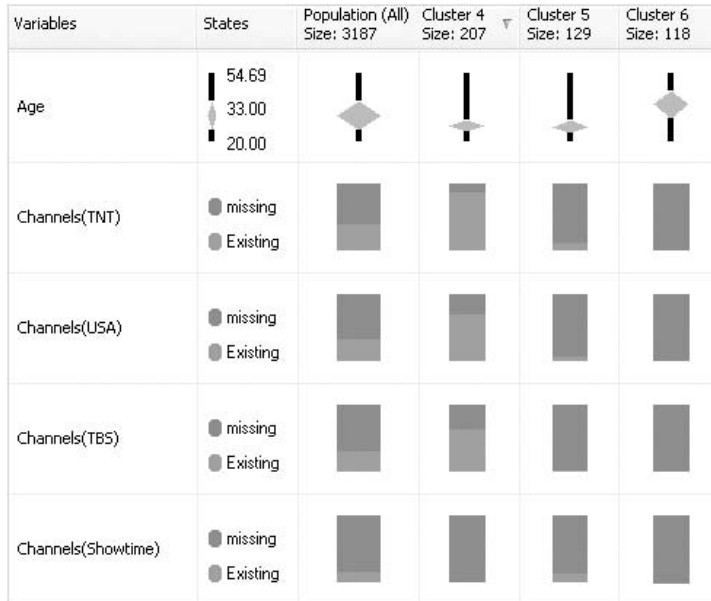 Variables States Population (All) Cluster 4 Cluster 5 Cluster 6
Size: 3187 Size: 207 Size: 129 Size: 118
54.69
Age 33.00
20.00
missing
Channels(TNT)
Existing
missing
Channels(USA)
Existing
missing
Channels(TBS)
Existing
missing
Channels(Showtime)
Existing